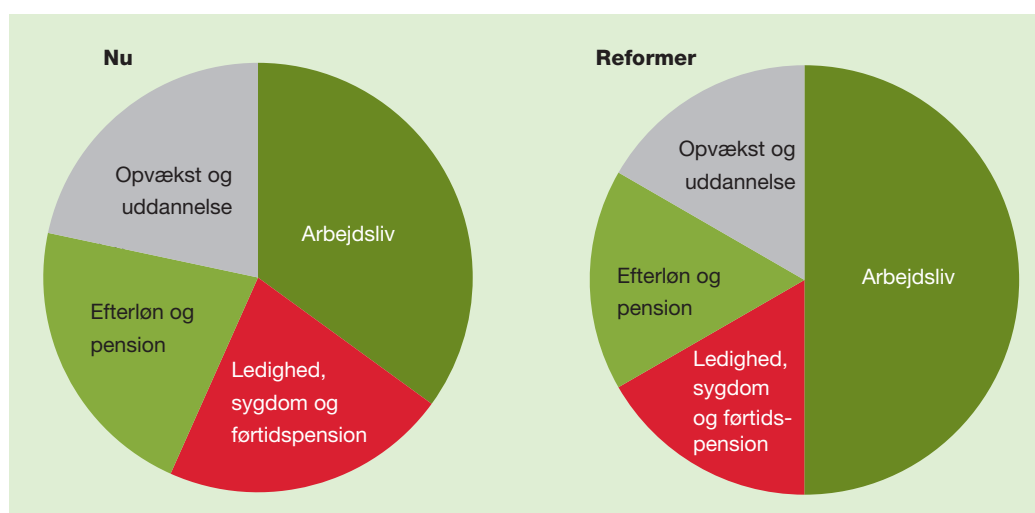 Nu
Opvækst og
uddannelse
Arbejdsliv
Efterløn og
pension
Ledighed,
sygdom og
førtidspension
Reformer
Opvækst og
uddannelse
Arbejdsliv
Efterløn og
pension
Ledighed,
sygdom
og førtids-
pension